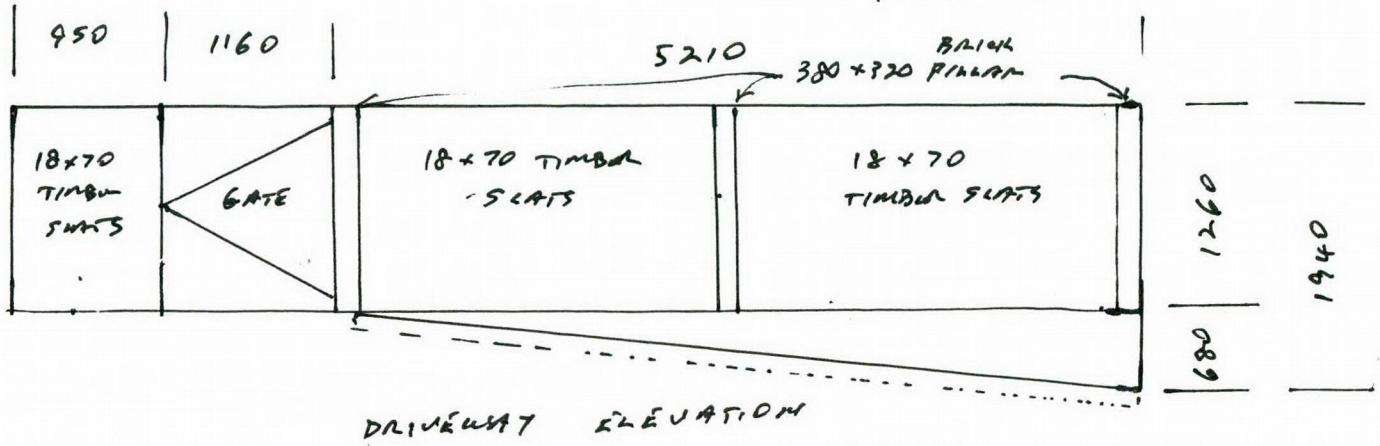 950
1160
5210
BRICK
380 x 320 PILLAR
18 x 70
TIMBER
SLATS
GATE
18 x 70 TIMBER
SLATS
18 x 70
TIMBER SLATS
1260
680
1940
DRIVEWAY ELEVATION